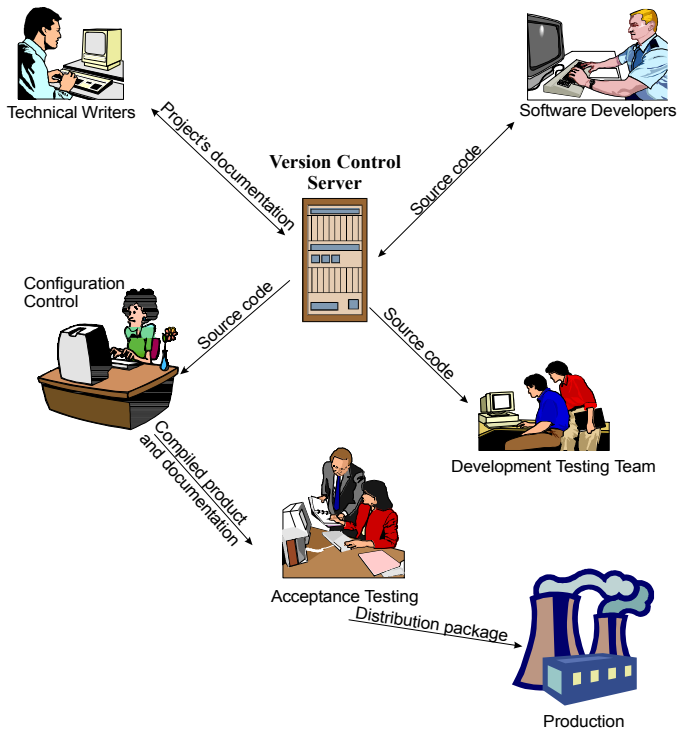 Technical Writers
Software Developers
Project's documentation
Version Control
Server
Source code
Configuration
Control
Source code
Source code
Development Testing Team
Compiled product
and documentation
Acceptance Testing
Distribution package
Production